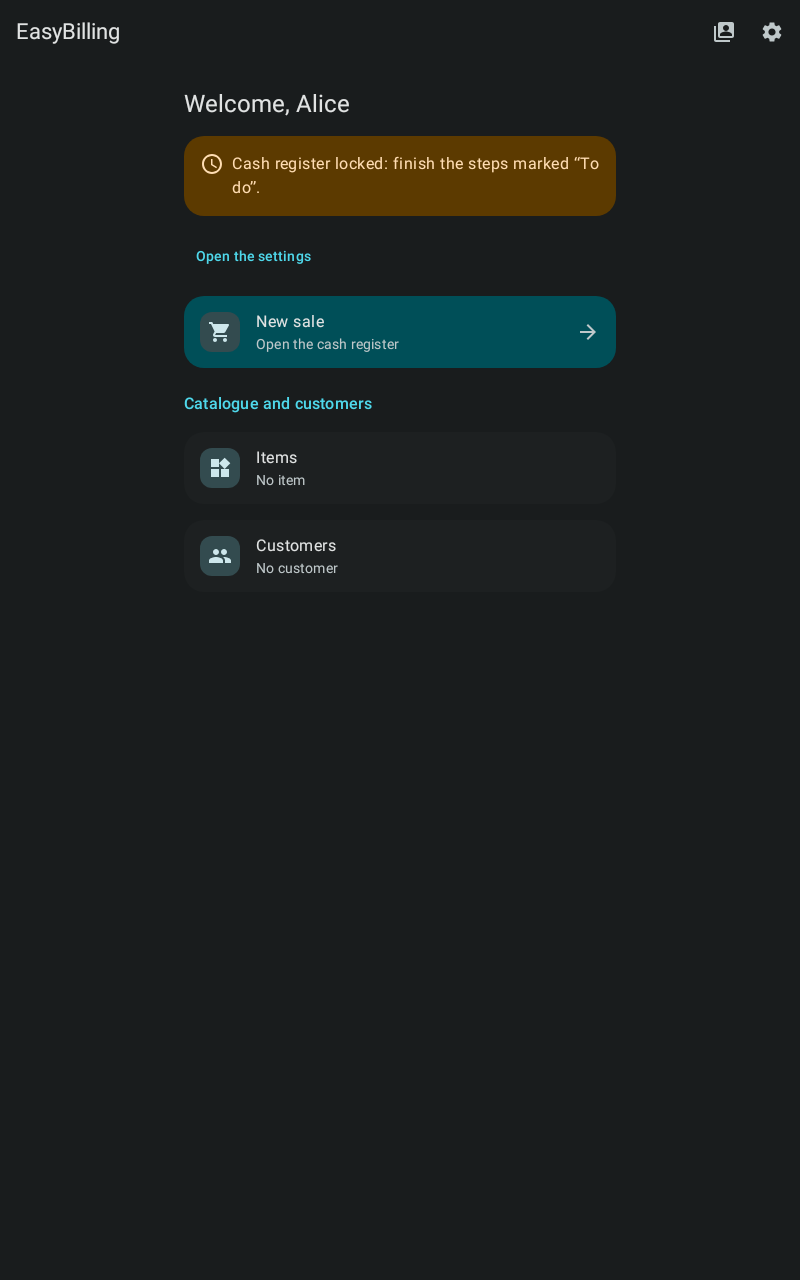 EasyBilling
Welcome, Alice
Cash register locked: finish the steps marked “To
do”.
Open the settings
New sale
Open the cash register
Catalogue and customers
Items
No item
Customers
No customer